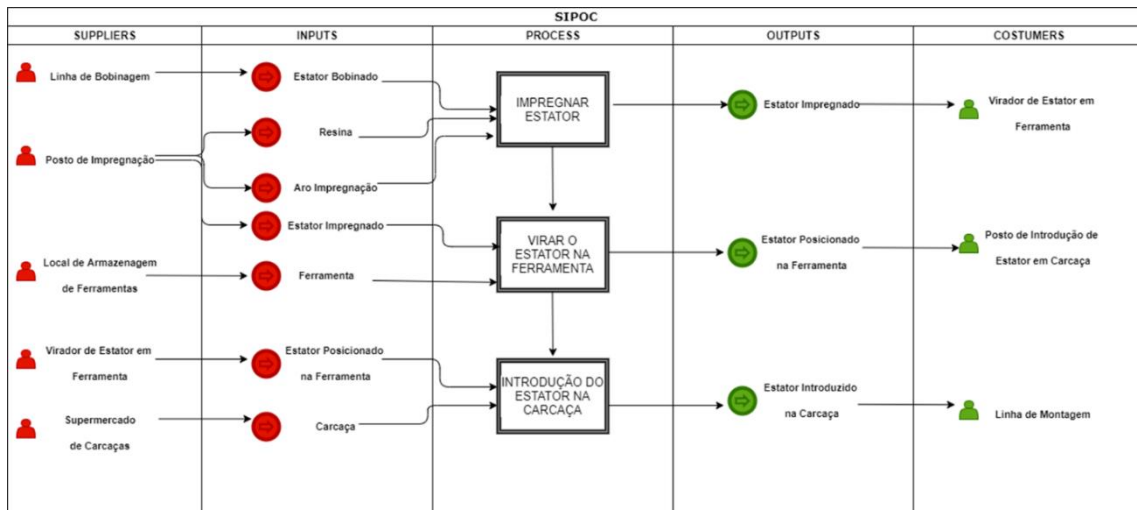 SIPOC
SUPPLIERS
INPUTS
PROCESS
OUTPUTS
COSTUMERS
Linha de Bobinagem
Posto de Impregnação
Local de Armazenagem
de Ferramentas
Virador de Estator em
Ferramenta
Supermercado
de Carcaças
Estator Bobinado
Resina
Aro Impregnação
Estator Impregnado
Ferramenta
Estator Posicionado
na Ferramenta
Carcaça
IMPREGNAR
ESTATOR
VIRAR O
ESTATOR NA
FERRAMENTA
INTRODUÇÃO DO
ESTATOR NA
CARCAÇA
Estator Impregnado
Estator Posicionado
na Ferramenta
Estator Introduzido
na Carcaça
Virador de Estator em
Ferramenta
Posto de Introdução de
Estator em Carcaça
Linha de Montagem